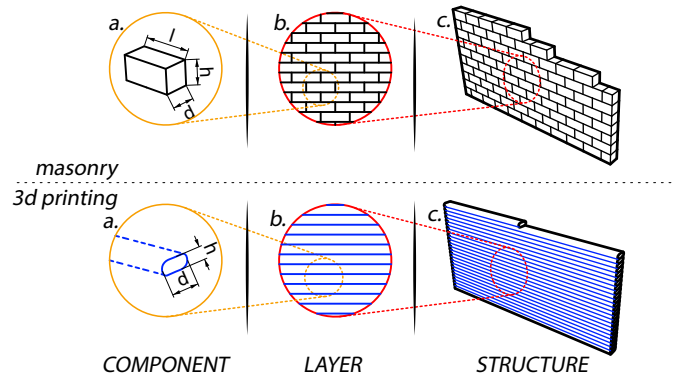 a.
l
h
d
b.
c.
masonry
3d printing
a.
h
d
b.
c.
COMPONENT
LAYER
STRUCTURE